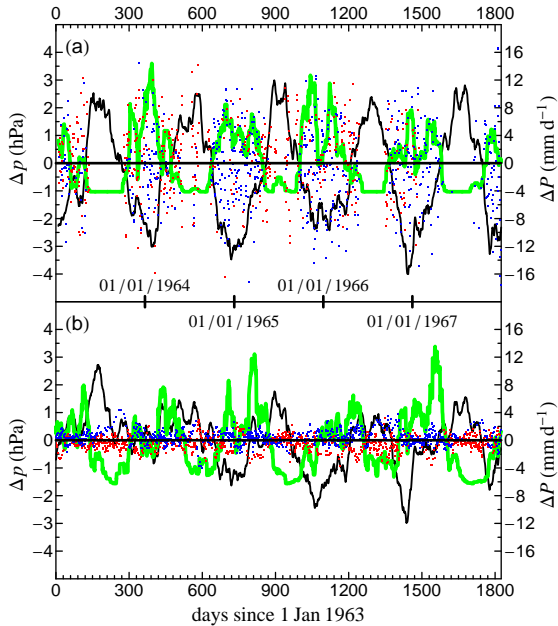 0 300 600 900 1200 1500 1800
(a)
4 16
3 12
2 8
1 4
0 0
−1 4
−2 −8
−3 −12
−4 −16
Δp (hPa)
ΔP (mm d⁻¹)
01/01/1964 01/01/1966
01/01/1965 01/01/1967
(b)
4 16
3 12
2 8
1 4
0 0
−1 −4
−2 −8
−3 −12
−4 −16
Δp (hPa)
ΔP (mm d⁻¹)
0 300 600 900 1200 1500 1800
days since 1 Jan 1963